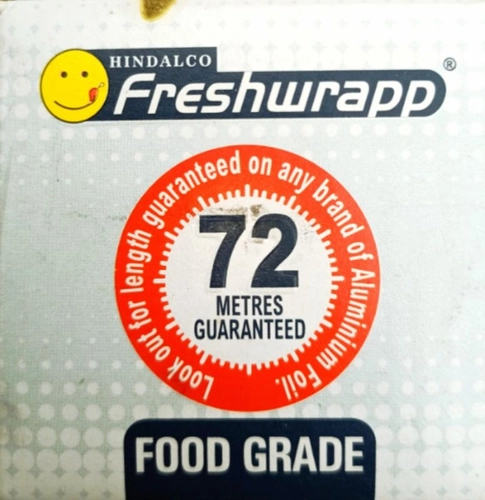 HINDALCO
Freshwrapp®
Look out for length guaranteed on any brand of Aluminium Foil.
72
METRES
GUARANTEED
FOOD GRADE